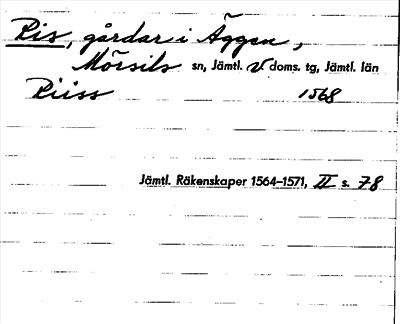 Ris, gårdar i Äggen,
Mörsils sn, Jämtl. v. doms. tg, Jämtl. län
Riiss 1568
Jämtl. Räkenskaper 1564–1571, II s. 78